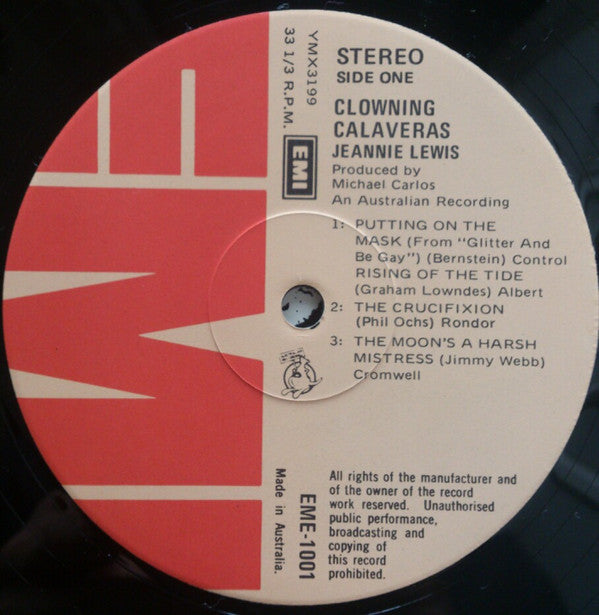 STEREO
SIDE ONE
YMX3199
33 1/3 R.P.M.
EMI
CLOWNING
CALAVERAS
JEANNIE LEWIS
Produced by
Michael Carlos
An Australian Recording
1: PUTTING ON THE
MASK (From "Glitter And
Be Gay") (Bernstein) Control
RISING OF THE TIDE
(Graham Lowndes) Albert
2: THE CRUCIFIXION
(Phil Ochs) Rondor
3: THE MOON'S A HARSH
MISTRESS (Jimmy Webb)
Cromwell
EME-1001
Made in Australia.
All rights of the manufacturer and
of the owner of the record
work reserved. Unauthorised
public performance,
broadcasting and
copying of
this record
prohibited.
EMI